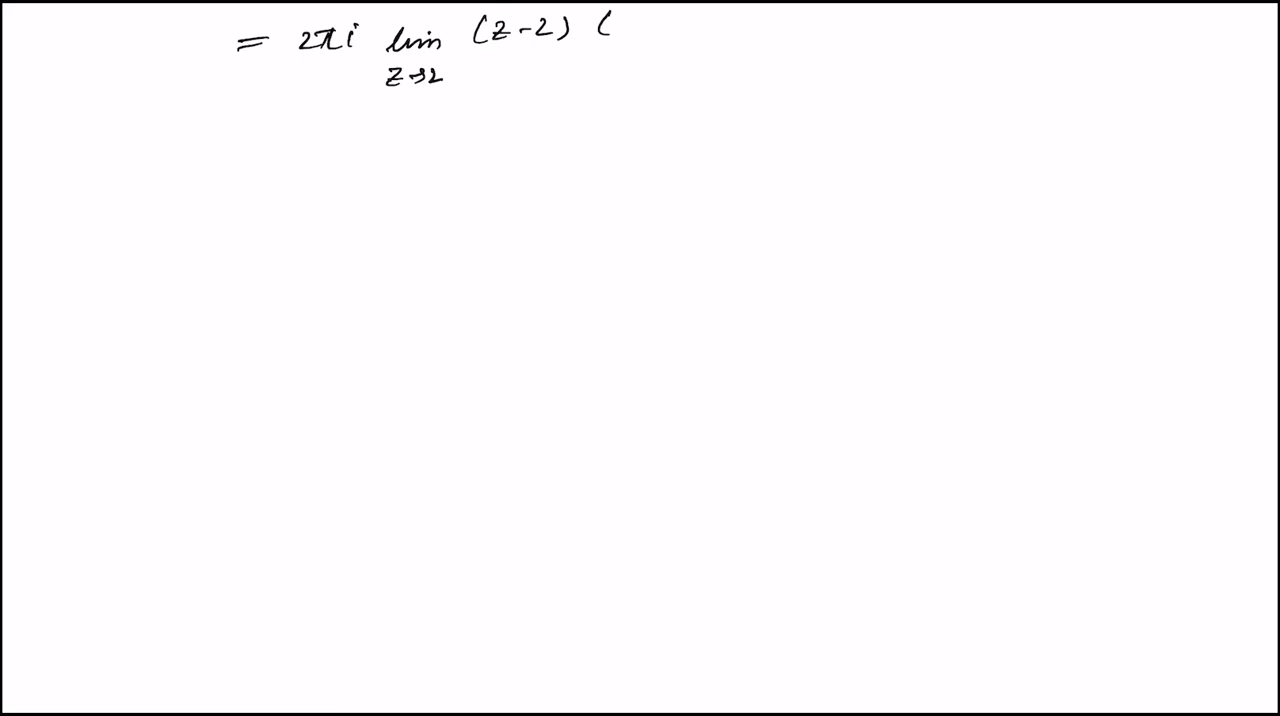 = 2πi lim (z-2) (
z→2